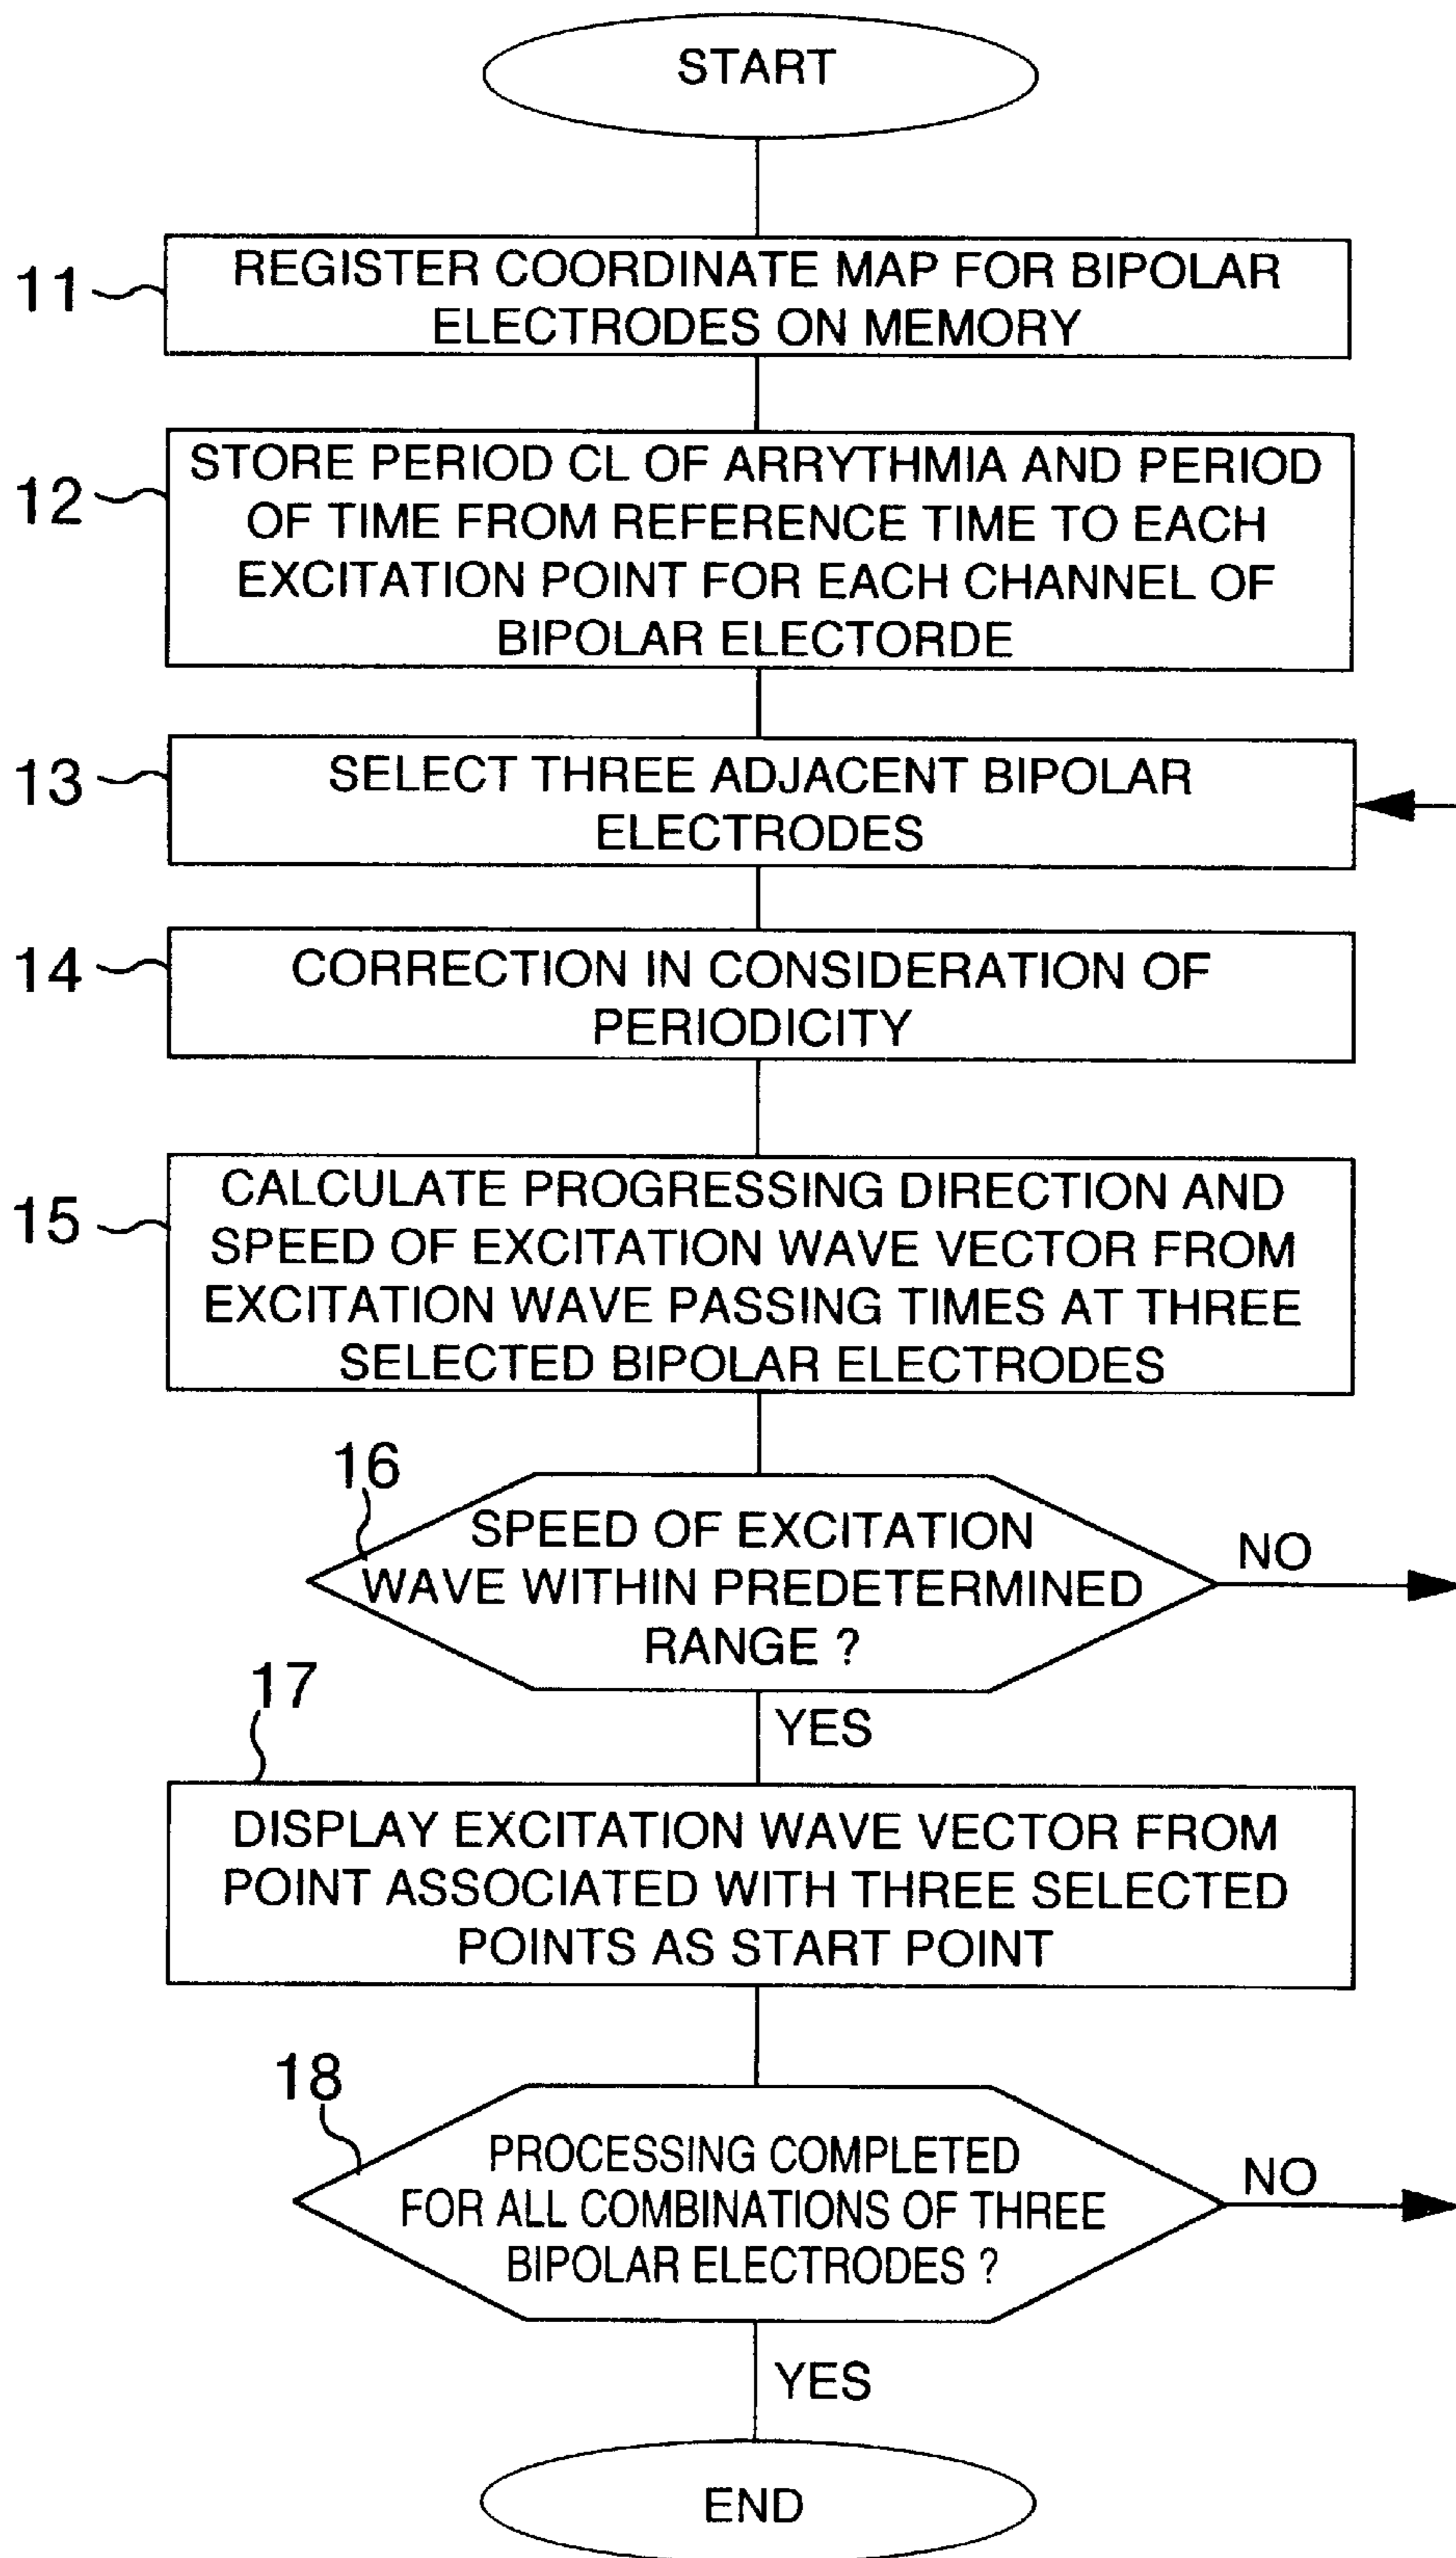 START
11
REGISTER COORDINATE MAP FOR BIPOLAR
ELECTRODES ON MEMORY
12
STORE PERIOD CL OF ARRYTHMIA AND PERIOD
OF TIME FROM REFERENCE TIME TO EACH
EXCITATION POINT FOR EACH CHANNEL OF
BIPOLAR ELECTORDE
13
SELECT THREE ADJACENT BIPOLAR
ELECTRODES
14
CORRECTION IN CONSIDERATION OF
PERIODICITY
15
CALCULATE PROGRESSING DIRECTION AND
SPEED OF EXCITATION WAVE VECTOR FROM
EXCITATION WAVE PASSING TIMES AT THREE
SELECTED BIPOLAR ELECTRODES
16
SPEED OF EXCITATION
WAVE WITHIN PREDETERMINED
RANGE ?
NO
YES
17
DISPLAY EXCITATION WAVE VECTOR FROM
POINT ASSOCIATED WITH THREE SELECTED
POINTS AS START POINT
18
PROCESSING COMPLETED
FOR ALL COMBINATIONS OF THREE
BIPOLAR ELECTRODES ?
NO
YES
END